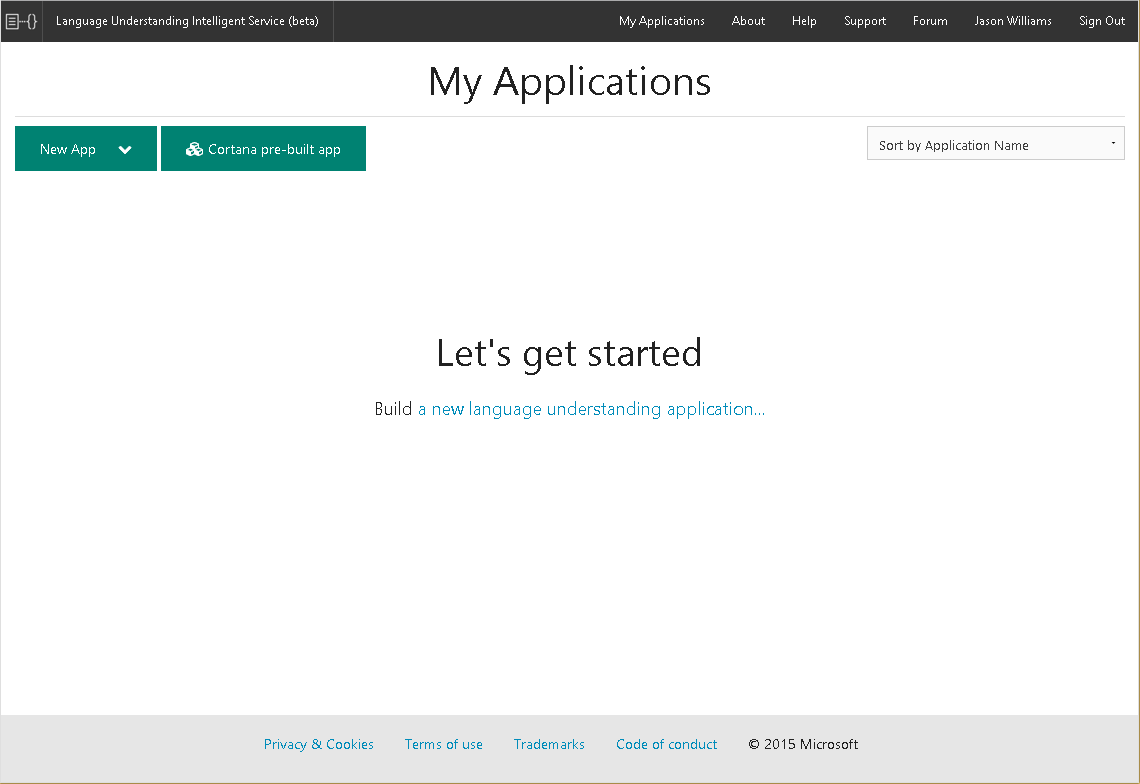 Language Understanding Intelligent Service (beta) My Applications About Help Support Forum Jason Williams Sign Out
My Applications
New App Cortana pre-built app Sort by Application Name
Let's get started
Build a new language understanding application...
Privacy & Cookies Terms of use Trademarks Code of conduct © 2015 Microsoft